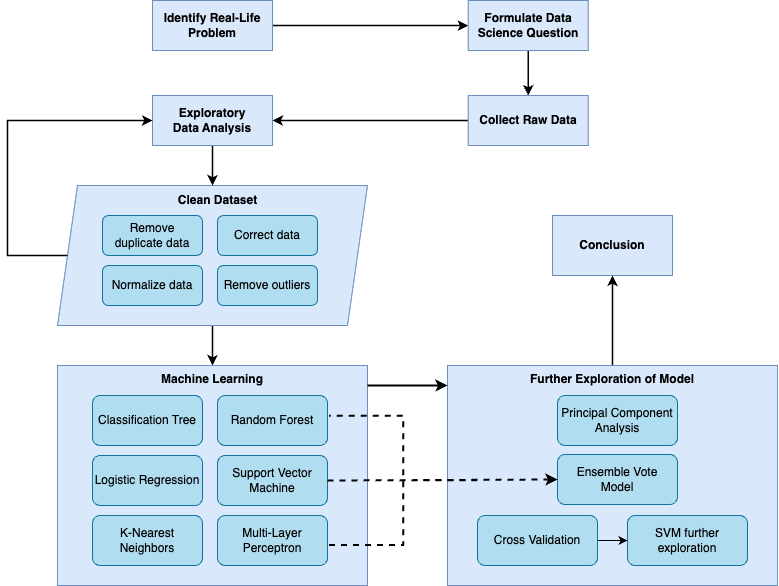 Identify Real-Life
Problem
Formulate Data
Science Question
Exploratory
Data Analysis
Collect Raw Data
Clean Dataset
Remove
duplicate data
Correct data
Normalize data
Remove outliers
Conclusion
Machine Learning
Classification Tree
Random Forest
Logistic Regression
Support Vector
Machine
K-Nearest
Neighbors
Multi-Layer
Perceptron
Further Exploration of Model
Principal Component
Analysis
Ensemble Vote
Model
Cross Validation
SVM further
exploration